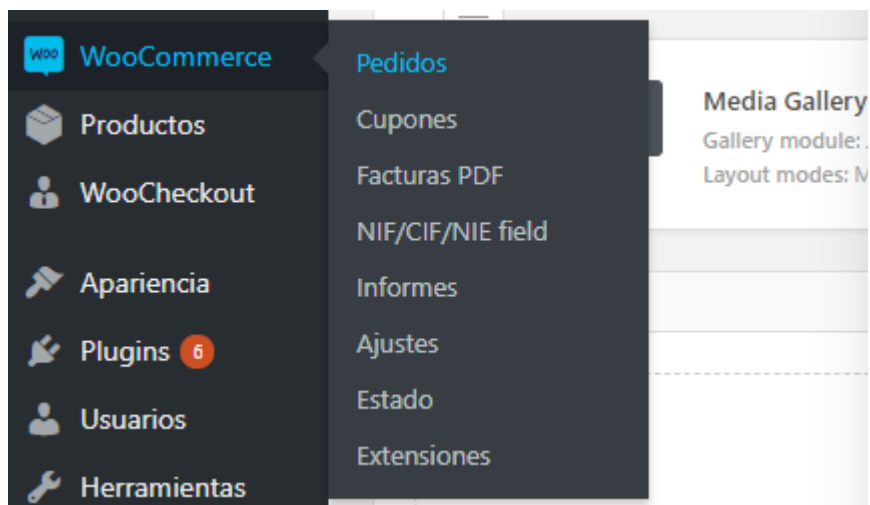 WOO
WooCommerce
Productos
WooCheckout
Apariencia
Plugins 6
Usuarios
Herramientas
Pedidos
Cupones
Facturas PDF
NIF/CIF/NIE field
Informes
Ajustes
Estado
Extensiones
Media Gallery
Gallery module:
Layout modes: